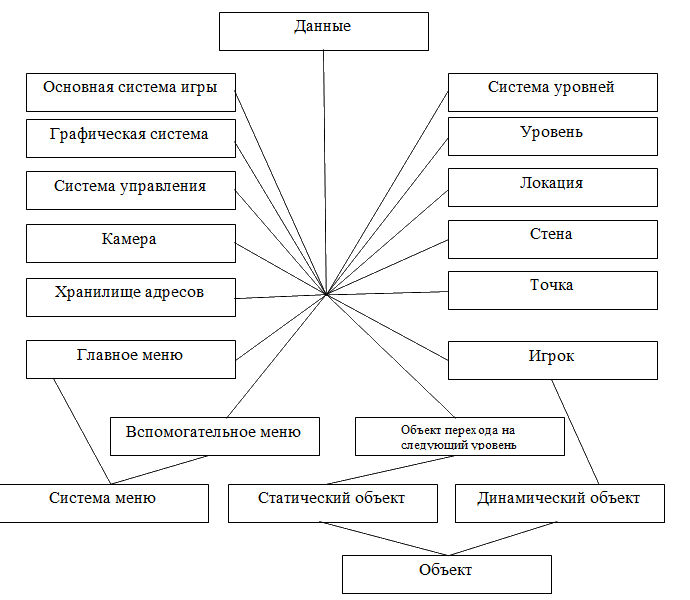 Данные
Основная система игры
Система уровней
Графическая система
Уровень
Система управления
Локация
Камера
Стена
Хранилище адресов
Точка
Главное меню
Игрок
Вспомогательное меню
Объект перехода на
следующий уровень
Система меню
Статический объект
Динамический объект
Объект